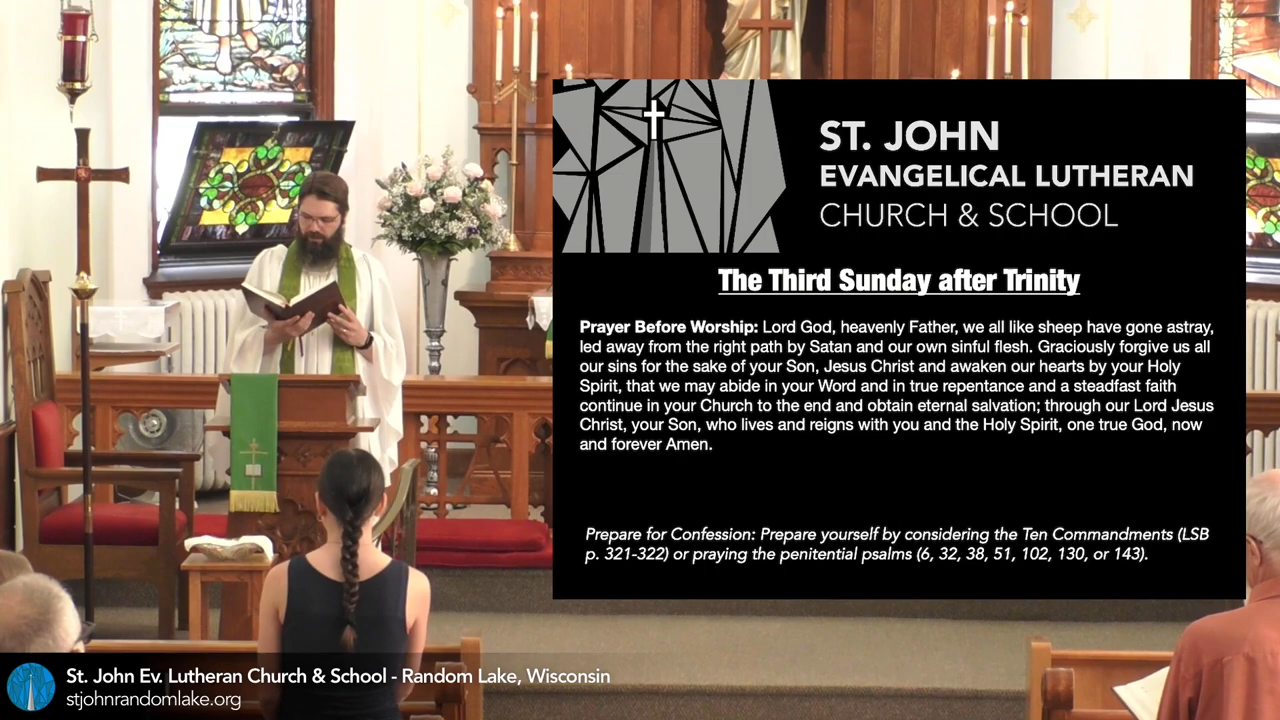 ST. JOHN
EVANGELICAL LUTHERAN
CHURCH & SCHOOL
The Third Sunday after Trinity
Prayer Before Worship: Lord God, heavenly Father, we all like sheep have gone astray,
led away from the right path by Satan and our own sinful flesh. Graciously forgive us all
our sins for the sake of your Son, Jesus Christ and awaken our hearts by your Holy
Spirit, that we may abide in your Word and in true repentance and a steadfast faith
continue in your Church to the end and obtain eternal salvation; through our Lord Jesus
Christ, your Son, who lives and reigns with you and the Holy Spirit, one true God, now
and forever Amen.
Prepare for Confession: Prepare yourself by considering the Ten Commandments (LSB
p. 321-322) or praying the penitential psalms (6, 32, 38, 51, 102, 130, or 143).
St. John Ev. Lutheran Church & School - Random Lake, Wisconsin
stjohnrandomlake.org